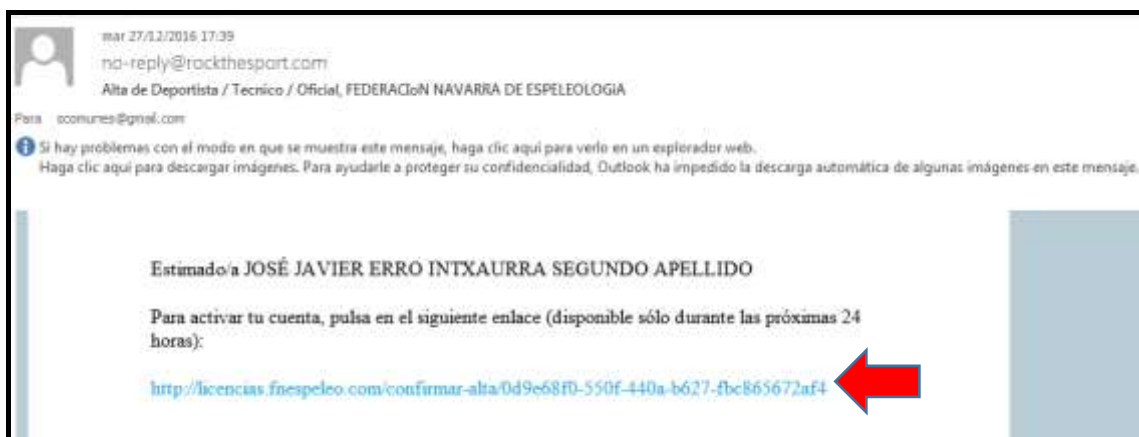 mar 27/12/2016 17:39
no-reply@rockthesport.com
Alta de Deportista / Tecnico / Oficial, FEDERACIoN NAVARRA DE ESPELEOLOGiA
Para scomunes@gmail.com
Si hay problemas con el modo en que se muestra este mensaje, haga clic aquí para verlo en un explorador web.
Haga clic aquí para descargar imágenes. Para ayudarle a proteger su confidencialidad, Outlook ha impedido la descarga automática de algunas imágenes en este mensaje.
Estimado/a JOSÉ JAVIER ERRO INTXAURRA SEGUNDO APELLIDO
Para activar tu cuenta, pulsa en el siguiente enlace (disponible sólo durante las próximas 24
horas):
http://licencias.fnespeleo.com/confirmar-alta/0d9e68f0-550f-440a-b627-fbc865672af4